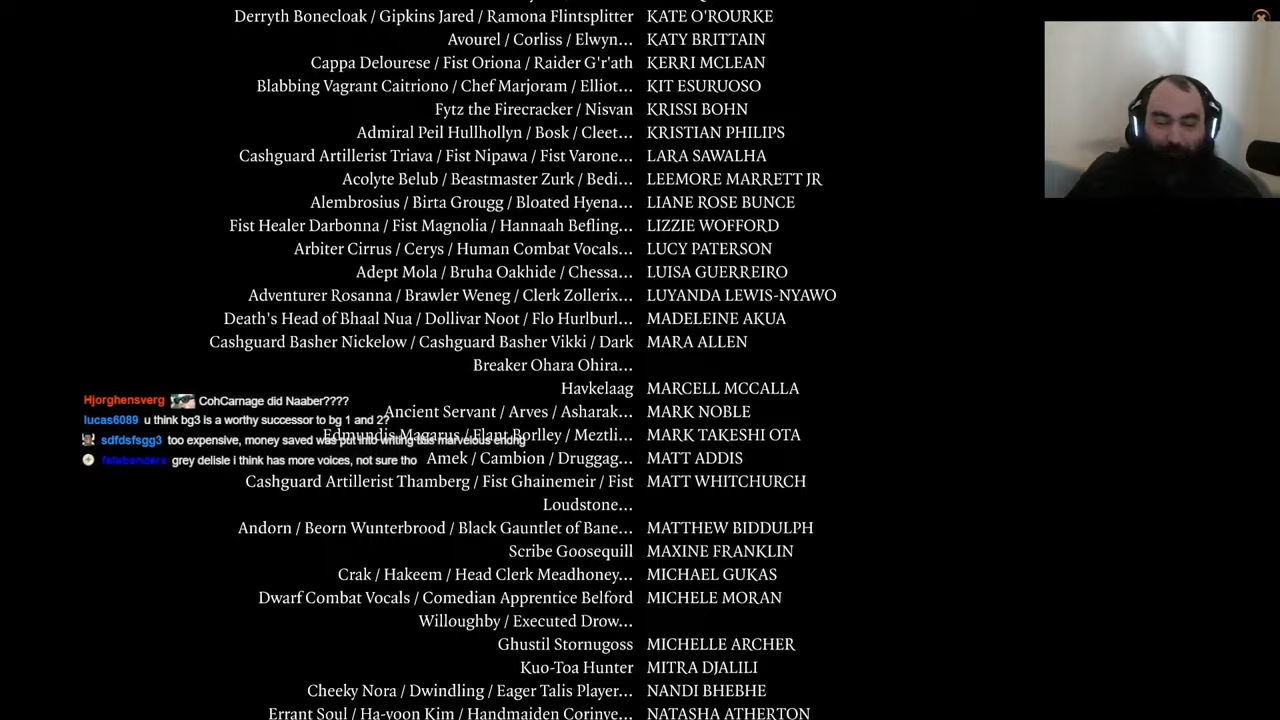 Derryth Bonecloak / Gipkins Jared / Ramona Flintsplitter KATE O'ROURKE
Avourel / Corliss / Elwyn... KATY BRITTAIN
Cappa Delourese / Fist Oriona / Raider G'r'ath KERRI MCLEAN
Blabbing Vagrant Caitriono / Chef Marjoram / Elliot... KIT ESURUOSO
Fytz the Firecracker / Nisvan KRISSI BOHN
Admiral Peil Hullhollyn / Bosk / Cleet... KRISTIAN PHILIPS
Cashguard Artillerist Triava / Fist Nipawa / Fist Varone... LARA SAWALHA
Acolyte Belub / Beastmaster Zurk / Bedi... LEEMORE MARRETT JR
Alembrosius / Birta Grougg / Bloated Hyena... LIANE ROSE BUNCE
Fist Healer Darbonna / Fist Magnolia / Hannaah Befling... LIZZIE WOFFORD
Arbiter Cirrus / Cerys / Human Combat Vocals... LUCY PATERSON
Adept Mola / Bruha Oakhide / Chessa... LUISA GUERREIRO
Adventurer Rosanna / Brawler Weneg / Clerk Zollerix... LUYANDA LEWIS-NYAWO
Death's Head of Bhaal Nua / Dollivar Noot / Flo Hurlburl... MADELEINE AKUA
Cashguard Basher Nickelow / Cashguard Basher Vikki / Dark MARA ALLEN
Breaker Ohara Ohira...
Havkelaag MARCELL MCCALLA
Hjorghensverg CohCarnage did Naaber????
Ancient Servant / Arves / Asharak... MARK NOBLE
lucas6089 u think bg3 is a worthy successor to bg 1 and 2?
Edmundis Magarus / Elant Borlley / Meztli... MARK TAKESHI OTA
sdfdsfsgg3 too expensive, money saved was put into writing this marvelous ending
Amek / Cambion / Druggag... MATT ADDIS
grey delisle i think has more voices, not sure tho
Cashguard Artillerist Thamberg / Fist Ghainemeir / Fist MATT WHITCHURCH
Loudstone...
Andorn / Beorn Wunterbrood / Black Gauntlet of Bane... MATTHEW BIDDULPH
Scribe Goosequill MAXINE FRANKLIN
Crak / Hakeem / Head Clerk Meadhoney... MICHAEL GUKAS
Dwarf Combat Vocals / Comedian Apprentice Belford MICHELE MORAN
Willoughby / Executed Drow...
Ghustil Stornugoss MICHELLE ARCHER
Kuo-Toa Hunter MITRA DJALILI
Cheeky Nora / Dwindling / Eager Talis Player... NANDI BHEBHE
Errant Soul / Ha-yoon Kim / Handmaiden Corinve... NATASHA ATHERTON